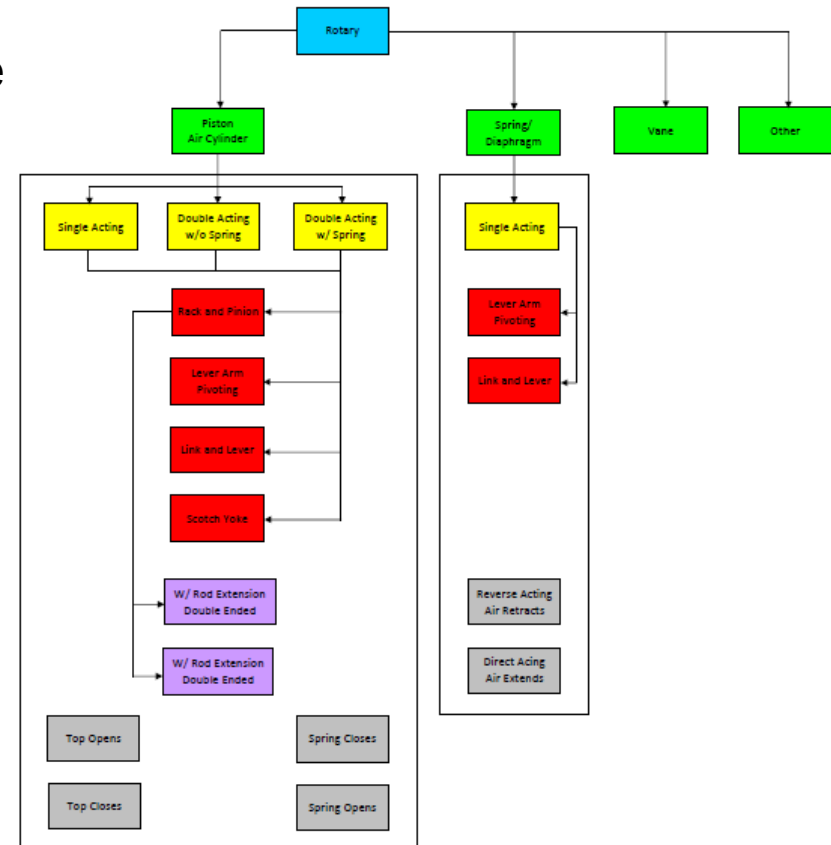 e
Rotary
Piston
Air Cylinder
Spring/
Diaphragm
Vane
Other
Single Acting
Double Acting
w/o Spring
Double Acting
w/ Spring
Single Acting
Rack and Pinion
Lever Arm
Pivoting
Lever Arm
Pivoting
Link and Lever
Link and Lever
Scotch Yoke
W/ Rod Extension
Double Ended
Reverse Acting
Air Retracts
W/ Rod Extension
Double Ended
Direct Acing
Air Extends
Top Opens
Spring Closes
Top Closes
Spring Opens